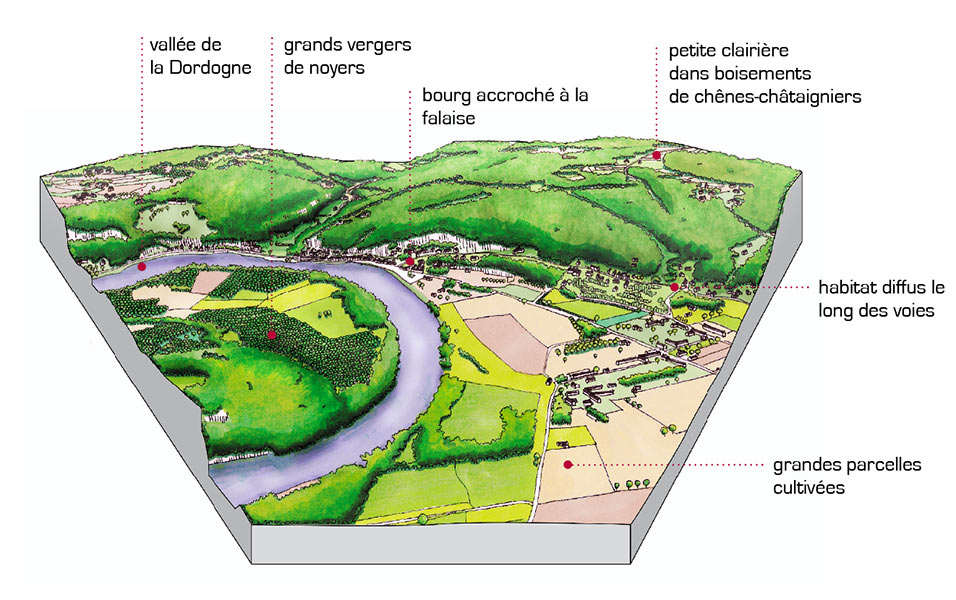 vallée de
la Dordogne
grands vergers
de noyers
bourg accroché à la
falaise
petite clairière
dans boisements
de chênes-châtaigniers
habitat diffus le
long des voies
grandes parcelles
cultivées